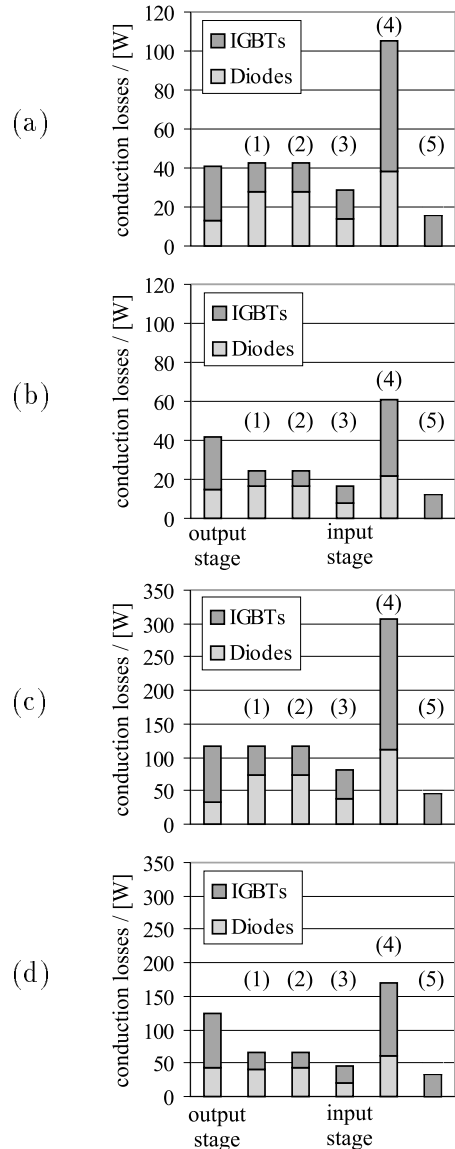 (a)
conduction losses / [W]
120
100
80
60
40
20
0
IGBTs
Diodes
(1)
(2)
(3)
(4)
(5)
(b)
conduction losses / [W]
120
100
80
60
40
20
0
IGBTs
Diodes
(1)
(2)
(3)
(4)
(5)
output
stage
input
stage
(c)
conduction losses / [W]
350
300
250
200
150
100
50
0
IGBTs
Diodes
(1)
(2)
(3)
(4)
(5)
(d)
conduction losses / [W]
350
300
250
200
150
100
50
0
IGBTs
Diodes
(1)
(2)
(3)
(4)
(5)
output
stage
input
stage